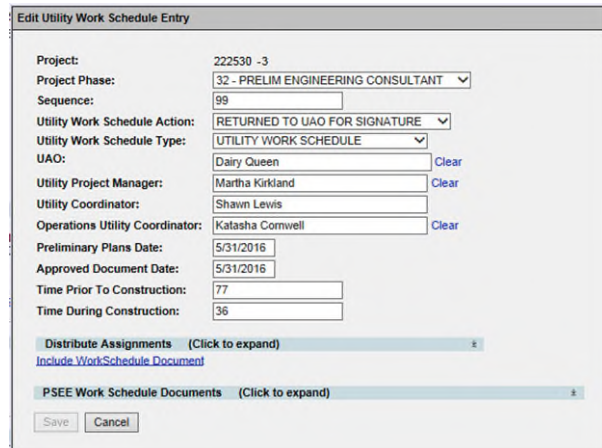 Edit Utility Work Schedule Entry
Project: 222530 -3
Project Phase: 32 - PRELIM ENGINEERING CONSULTANT
Sequence: 99
Utility Work Schedule Action: RETURNED TO UAO FOR SIGNATURE
Utility Work Schedule Type: UTILITY WORK SCHEDULE
UAO: Dairy Queen Clear
Utility Project Manager: Martha Kirkland Clear
Utility Coordinator: Shawn Lewis
Operations Utility Coordinator: Katasha Cornwell Clear
Preliminary Plans Date: 5/31/2016
Approved Document Date: 5/31/2016
Time Prior To Construction: 77
Time During Construction: 36
Distribute Assignments (Click to expand)
Include WorkSchedule Document
PSEE Work Schedule Documents (Click to expand)
Save Cancel